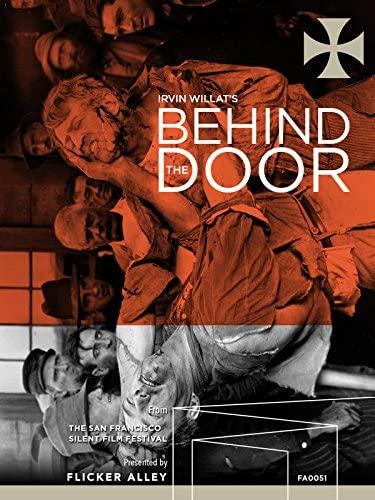 IRVIN WILLAT'S
BEHIND
THE
DOOR
From
THE SAN FRANCISCO
SILENT FILM FESTIVAL
Presented by
FLICKER ALLEY
FA0051